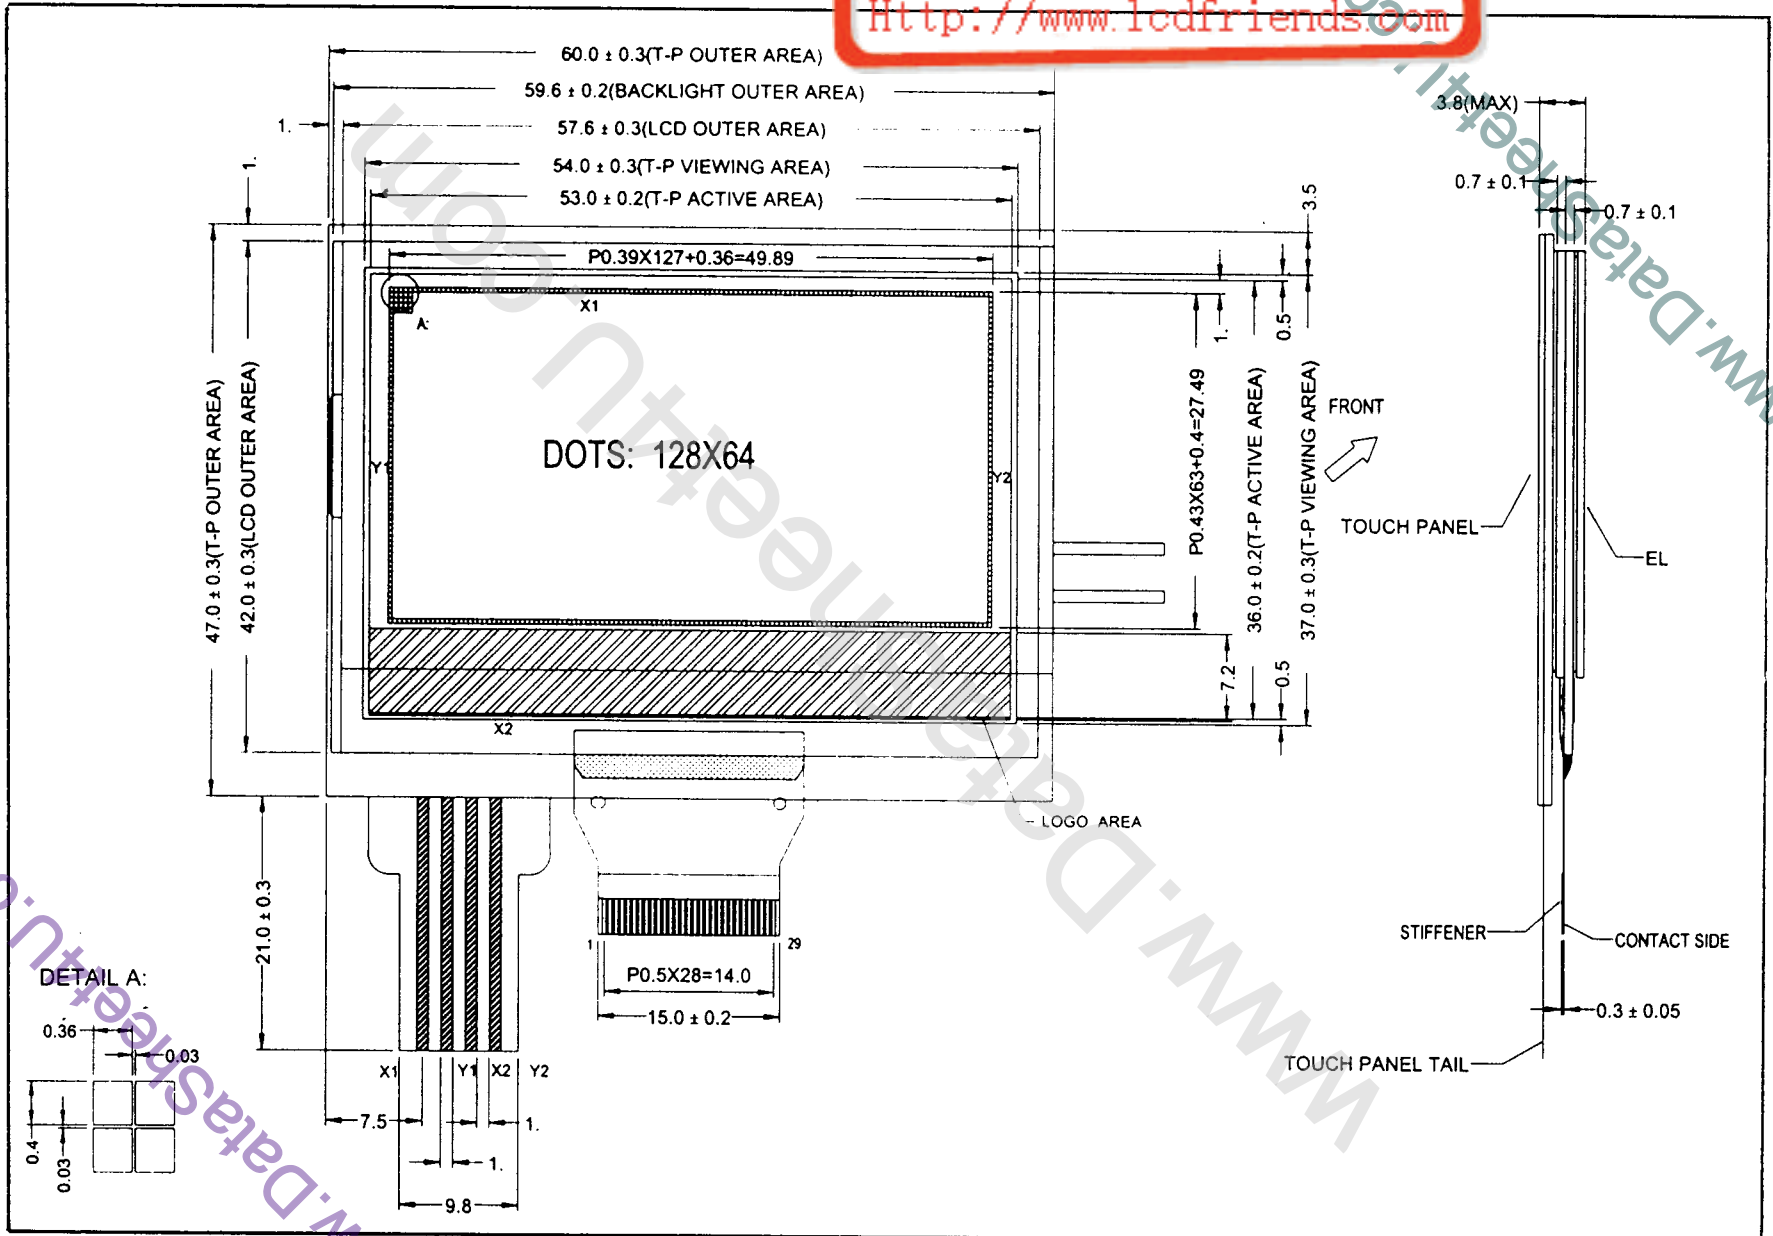 Http://www.lcdfriends.com
60.0 ± 0.3(T-P OUTER AREA)
59.6 ± 0.2(BACKLIGHT OUTER AREA)
1.
57.6 ± 0.3(LCD OUTER AREA)
54.0 ± 0.3(T-P VIEWING AREA)
53.0 ± 0.2(T-P ACTIVE AREA)
1.
P0.39X127+0.36=49.89
X1
A:
Y1
DOTS: 128X64
Y2
X2
47.0 ± 0.3(T-P OUTER AREA)
42.0 ± 0.3(LCD OUTER AREA)
3.5
0.5
1.
P0.43X63+0.4=27.49
36.0 ± 0.2(T-P ACTIVE AREA)
37.0 ± 0.3(T-P VIEWING AREA)
7.2
0.5
FRONT
3.8(MAX)
0.7 ± 0.1
0.7 ± 0.1
TOUCH PANEL
EL
LOGO AREA
STIFFENER
CONTACT SIDE
0.3 ± 0.05
TOUCH PANEL TAIL
21.0 ± 0.3
1
29
P0.5X28=14.0
15.0 ± 0.2
X1
Y1
X2
Y2
7.5
1.
1.
9.8
DETAIL A:
0.36
0.03
0.4
0.03
www.DataSheet4U.com
w.DataSheet4U.c
ww.DataSheet4U.co